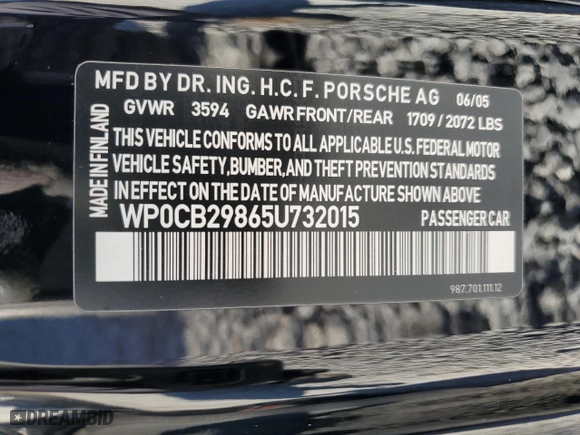 MFD BY DR. ING. H.C. F. PORSCHE AG 06/05
GVWR 3594 GAWR FRONT/REAR 1709 / 2072 LBS
THIS VEHICLE CONFORMS TO ALL APPLICABLE U.S. FEDERAL MOTOR
VEHICLE SAFETY, BUMPER, AND THEFT PREVENTION STANDARDS
IN EFFECT ON THE DATE OF MANUFACTURE SHOWN ABOVE
WP0CB29865U732015 PASSENGER CAR
MADE IN FINLAND
987.701.111.12
DREAMBID